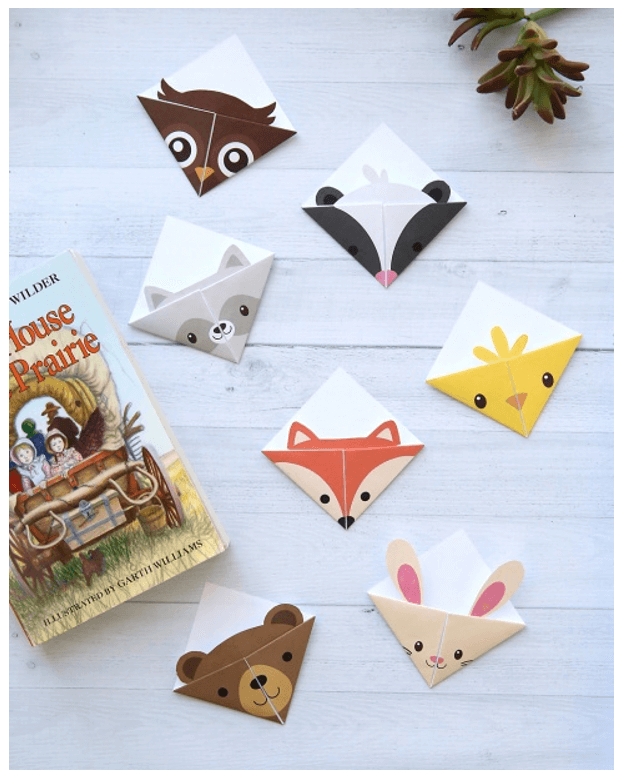 WILDER
House
Prairie
ILLUSTRATED BY GARTH WILLIAMS